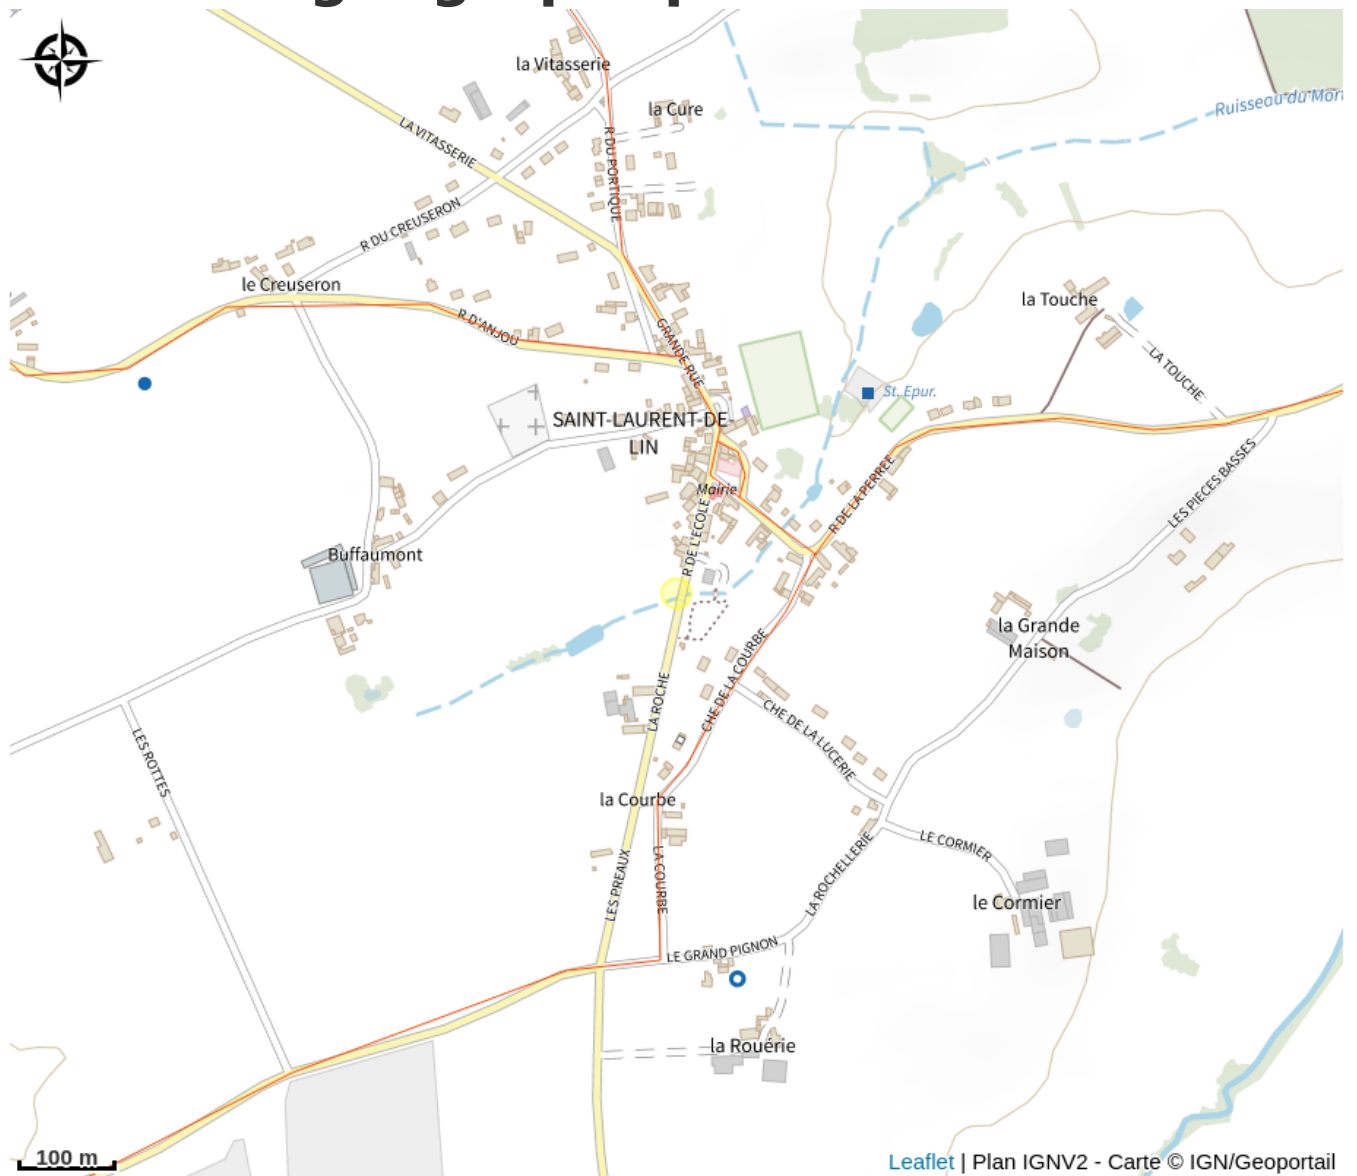 la Vitasserie
Ruisseau du Mor
la Cure
LA VITASSERIE
R DU PORTIQUE
R DU CREUSERON
le Creuseron
la Touche
R D'ANJOU
GRANDE RUE
LA TOUCHE
St. Epur.
SAINT-LAURENT-DE-
LIN
Mairie
R DE LA PERREE
LES PIECES BASSES
R DE L'ECOLE
Buffaumont
la Grande
Maison
CHE DE LA COURBE
LA ROCHE
CHE DE LA LUCERIE
LES ROTTES
la Courbe
LE CORMIER
LA ROCHELLERIE
LES PREAUX
LA COURBE
le Cormier
LE GRAND PIGNON
la Rouérie
100 m
Leaflet | Plan IGNV2 - Carte © IGN/Geoportail